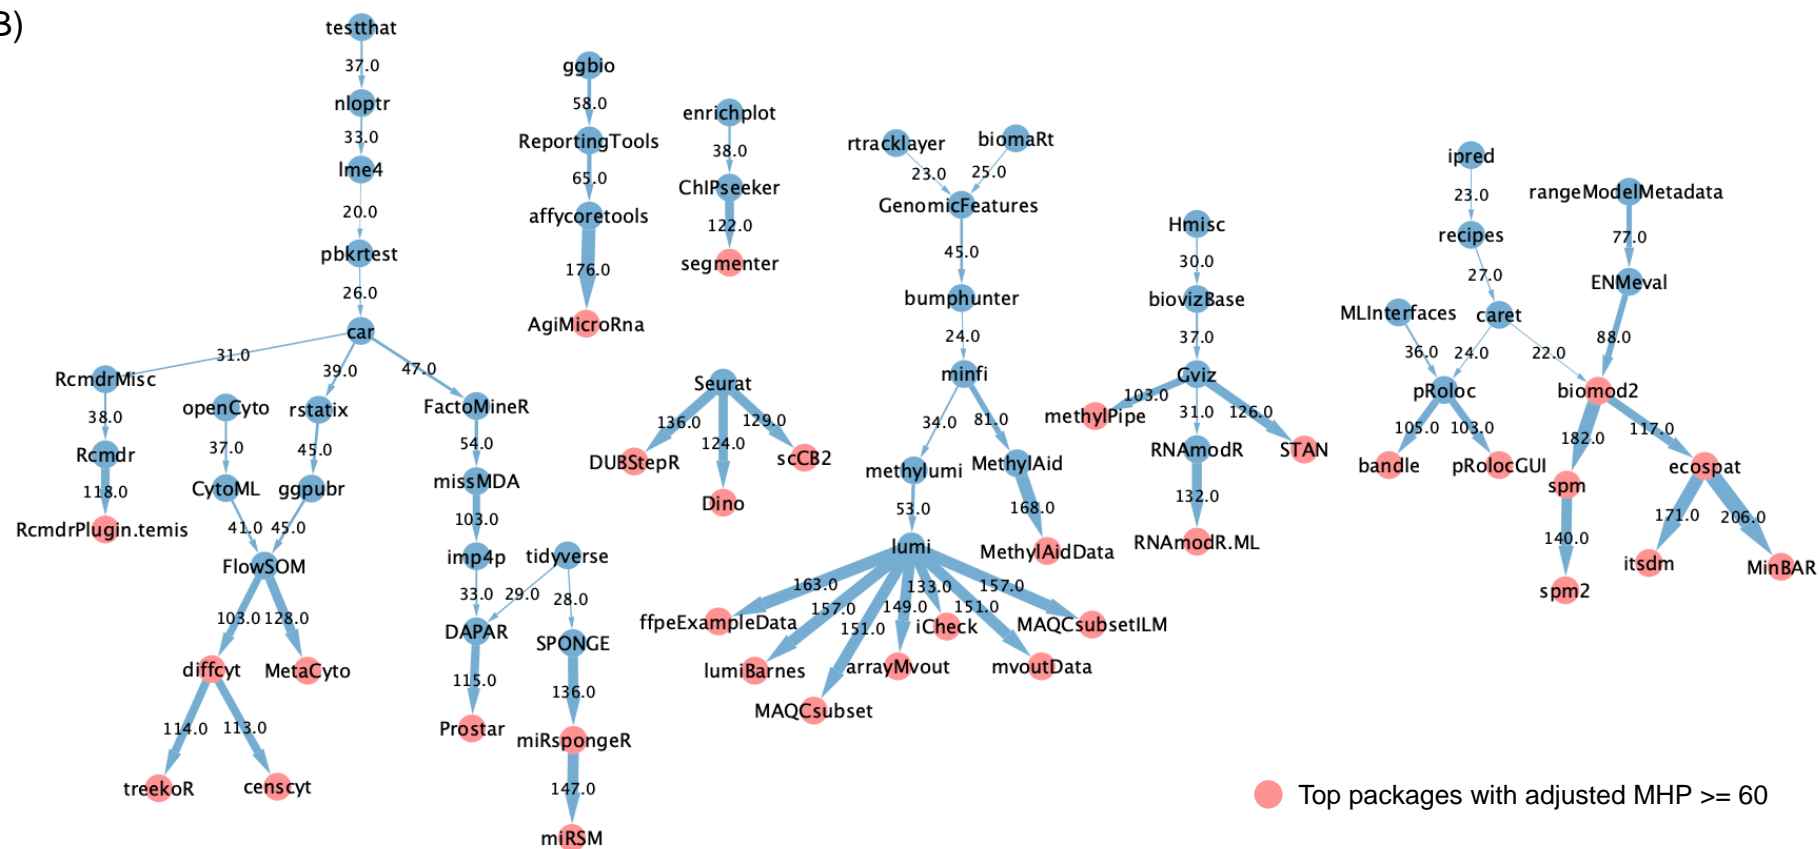 B)
testthat
37.0
nloptr
33.0
lme4
20.0
pbkrtest
26.0
car
31.0
39.0
47.0
RcmdrMisc
38.0
Rcmdr
118.0
RcmdrPlugin.temis
openCyto
37.0
CytoML
41.0
rstatix
45.0
ggpubr
45.0
FlowSOM
103.0
128.0
diffcyt
MetaCyto
114.0
113.0
treekoR
censcyt
FactoMineR
54.0
missMDA
103.0
imp4p
33.0
tidyverse
29.0
28.0
DAPAR
115.0
Prostar
SPONGE
136.0
miRspongeR
147.0
miRSM
ggbio
58.0
ReportingTools
65.0
affycoretools
176.0
AgiMicroRna
enrichplot
38.0
ChIPseeker
122.0
segmenter
Seurat
136.0
124.0
129.0
DUBStepR
Dino
scCB2
rtracklayer
biomaRt
23.0
25.0
GenomicFeatures
45.0
bumphunter
24.0
minfi
34.0
81.0
methylumi
MethylAid
53.0
168.0
lumi
MethylAidData
163.0
157.0
151.0
149.0
133.0
151.0
157.0
ffpeExampleData
lumiBarnes
MAQCsubset
arrayMvout
iCheck
mvoutData
MAQCsubsetILM
Hmisc
30.0
biovizBase
37.0
Gviz
103.0
31.0
126.0
methylPipe
RNAmodR
STAN
132.0
RNAmodR.ML
ipred
23.0
recipes
27.0
MLInterfaces
caret
36.0
24.0
22.0
pRoloc
105.0
103.0
bandle
pRolocGUI
rangeModelMetadata
77.0
ENMeval
88.0
biomod2
182.0
117.0
spm
ecospat
140.0
171.0
206.0
spm2
itsdm
MinBAR
Top packages with adjusted MHP >= 60